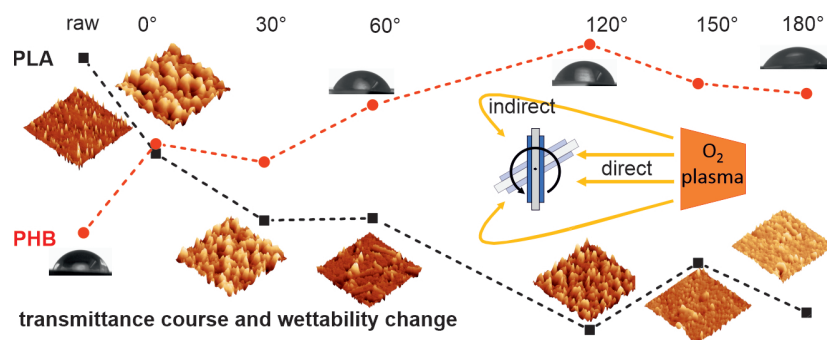 raw 0° 30° 60° 120° 150° 180°
PLA
indirect
O2
plasma
direct
PHB
transmittance course and wettability change